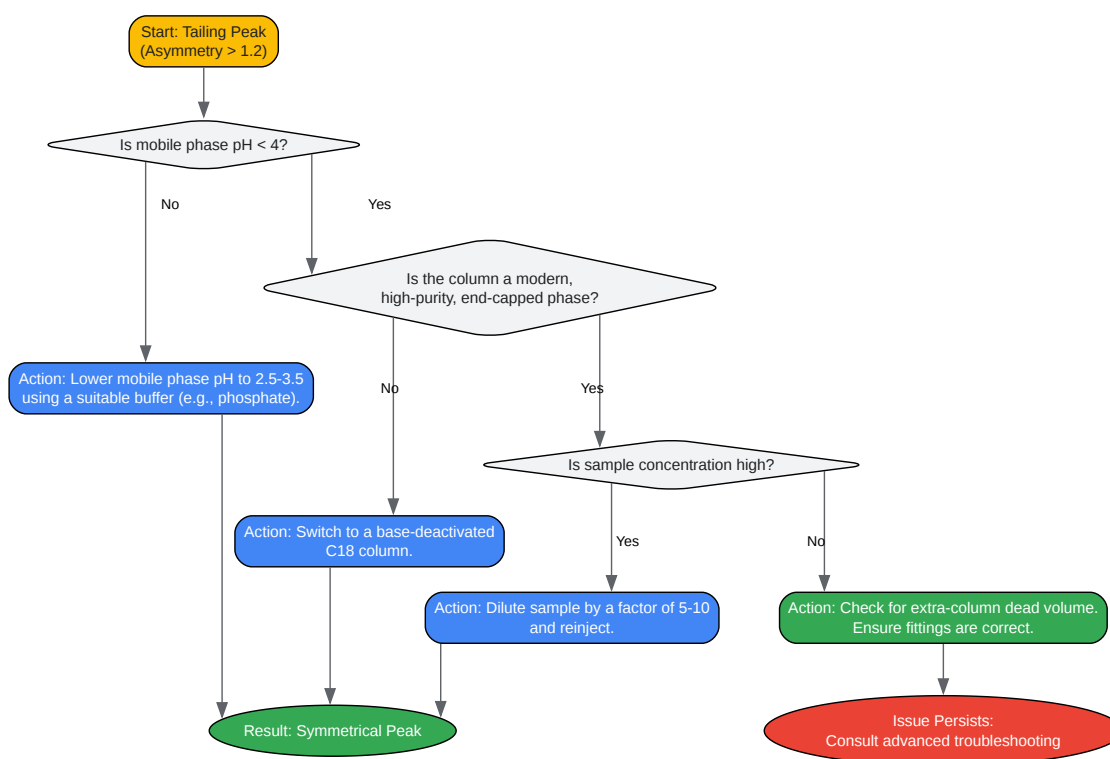 Start: Tailing Peak
(Asymmetry > 1.2)
Is mobile phase pH < 4?
No
Yes
Is the column a modern,
high-purity, end-capped phase?
Action: Lower mobile phase pH to 2.5-3.5
using a suitable buffer (e.g., phosphate).
No
Yes
Is sample concentration high?
Action: Switch to a base-deactivated
C18 column.
Yes
No
Action: Dilute sample by a factor of 5-10
and reinject.
Action: Check for extra-column dead volume.
Ensure fittings are correct.
Result: Symmetrical Peak
Issue Persists:
Consult advanced troubleshooting